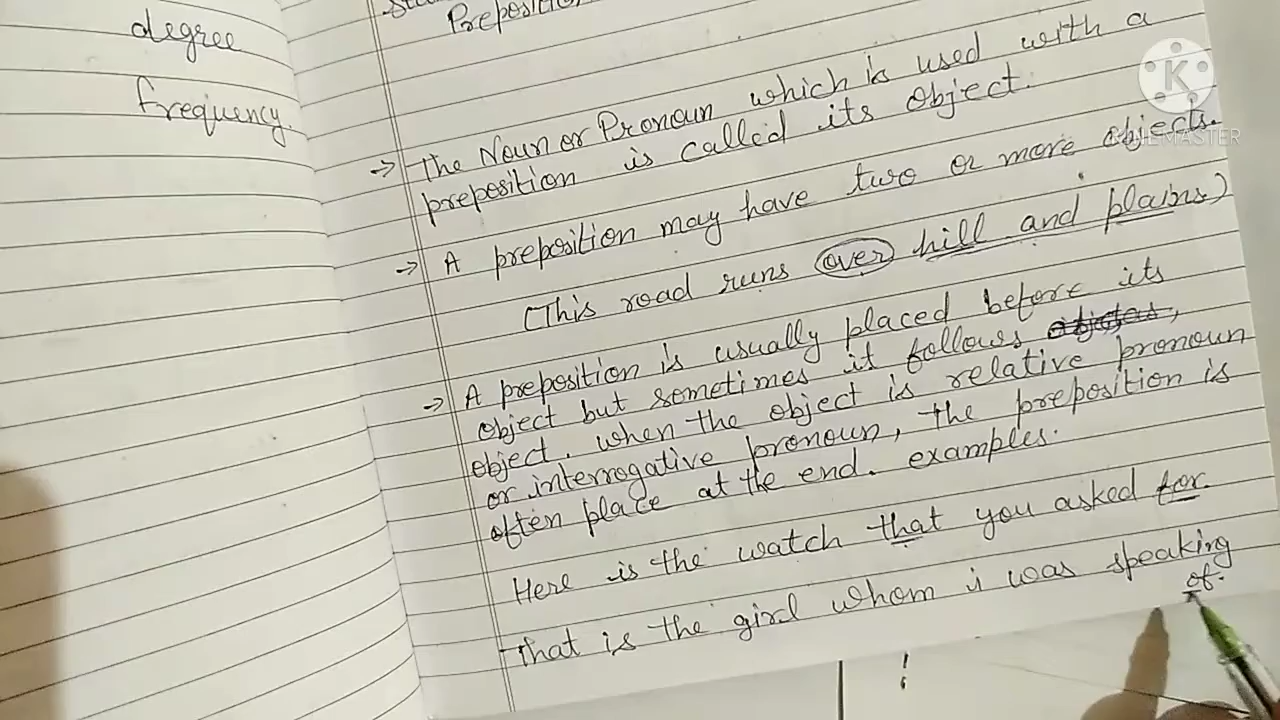 degree
frequency.
Preposition
→ The Noun or Pronoun which is used with a
preposition is called its object.
→ A preposition may have two or more objects.
(This road runs over hill and plains)
→ A preposition is usually placed before its
object but sometimes it follows
object. when the object is relative pronoun
or interrogative pronoun, the preposition is
often place at the end. examples.
Here is the watch that you asked for.
That is the girl whom i was speaking
of.
K
KINEMASTER